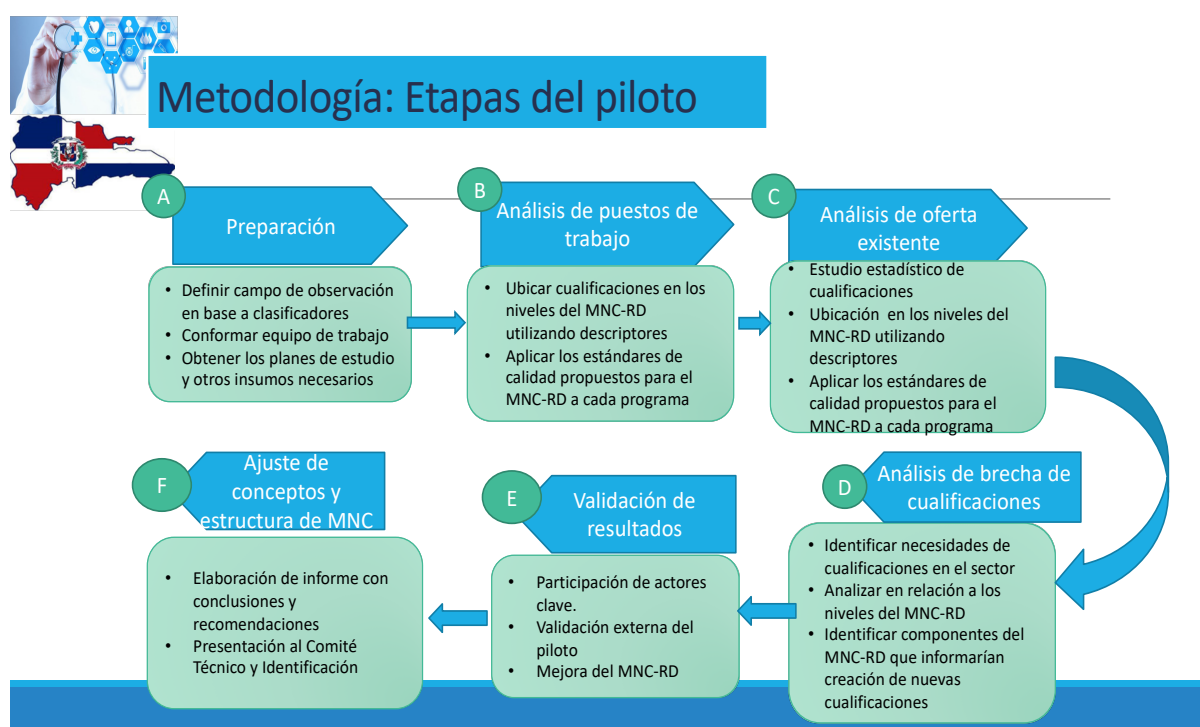 Metodología: Etapas del piloto
A
Preparación
• Definir campo de observación
en base a clasificadores
• Conformar equipo de trabajo
• Obtener los planes de estudio
y otros insumos necesarios
B
Análisis de puestos de
trabajo
• Ubicar cualificaciones en los
niveles del MNC-RD
utilizando descriptores
• Aplicar los estándares de
calidad propuestos para el
MNC-RD a cada programa
C
Análisis de oferta
existente
• Estudio estadístico de
cualificaciones
• Ubicación en los niveles del
MNC-RD utilizando
descriptores
• Aplicar los estándares de
calidad propuestos para el
MNC-RD a cada programa
D
Análisis de brecha de
cualificaciones
• Identificar necesidades de
cualificaciones en el sector
• Analizar en relación a los
niveles del MNC-RD
• Identificar componentes del
MNC-RD que informarían
creación de nuevas
cualificaciones
E
Validación de
resultados
• Participación de actores
clave.
• Validación externa del
piloto
• Mejora del MNC-RD
F
Ajuste de
conceptos y
estructura de MNC
• Elaboración de informe con
conclusiones y
recomendaciones
• Presentación al Comité
Técnico y Identificación